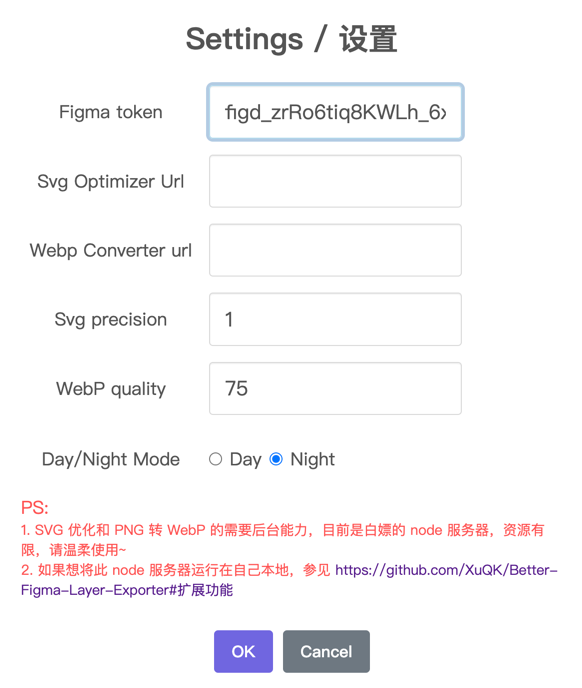 Settings / 设置
Figma token
figd_zrRo6tiq8KWLh_6x
Svg Optimizer Url
Webp Converter url
Svg precision
1
WebP quality
75
Day/Night Mode
Day
Night
PS:
1. SVG 优化和 PNG 转 WebP 的需要后台能力，目前是白嫖的 node 服务器，资源有
限，请温柔使用~
2. 如果想将此 node 服务器运行在自己本地，参见 https://github.com/XuQK/Better-
Figma-Layer-Exporter#扩展功能
OK
Cancel